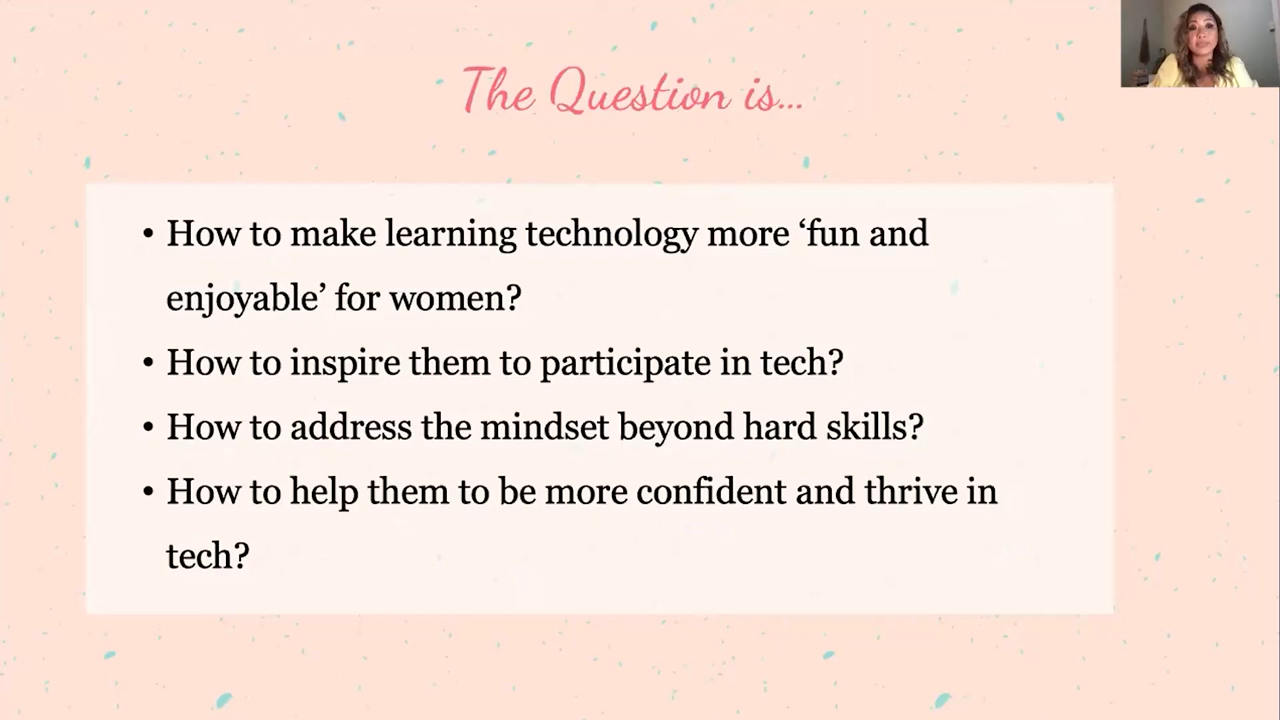 The Question is...
• How to make learning technology more ‘fun and
enjoyable’ for women?
• How to inspire them to participate in tech?
• How to address the mindset beyond hard skills?
• How to help them to be more confident and thrive in
tech?